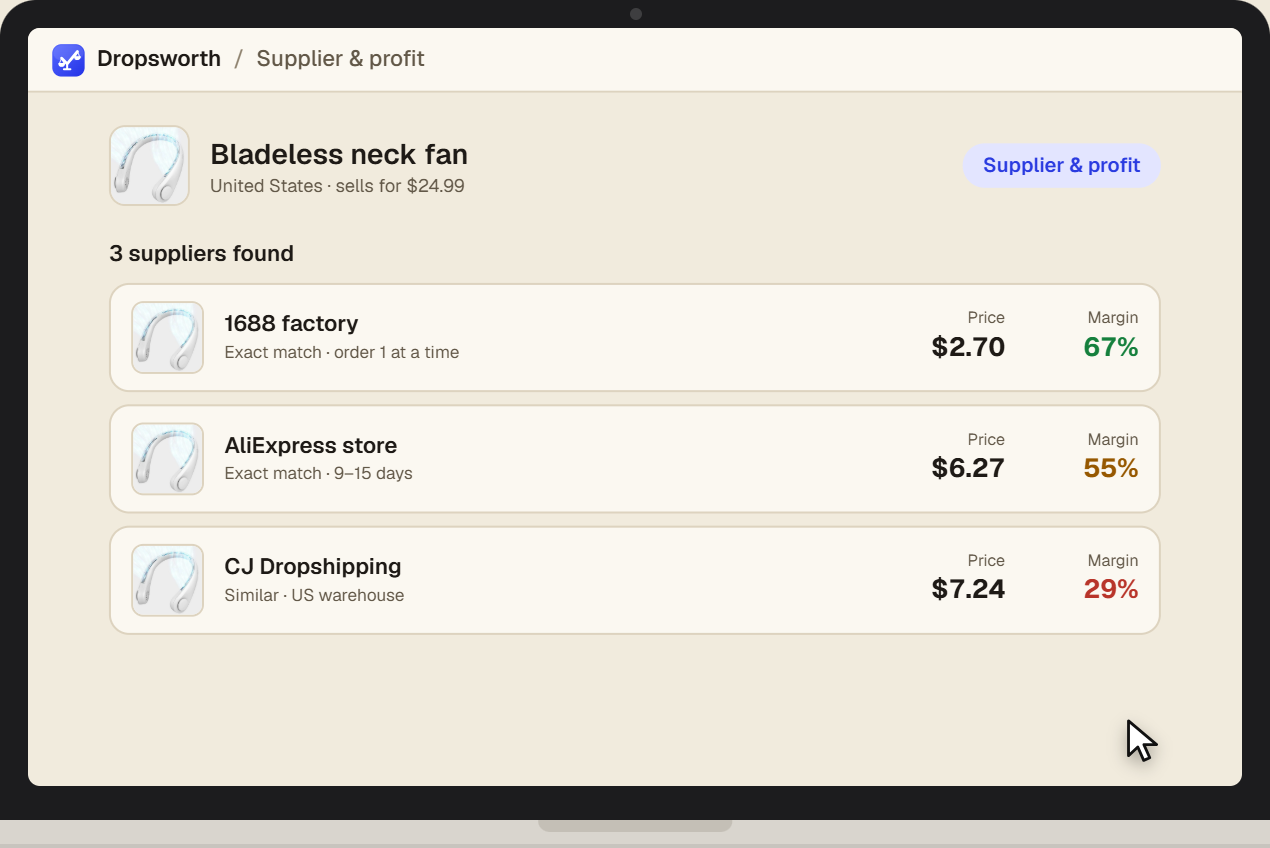 Dropsworth / Supplier & profit
Bladeless neck fan
United States · sells for $24.99
Supplier & profit
3 suppliers found
1688 factory
Exact match · order 1 at a time
Price
$2.70
Margin
67%
AliExpress store
Exact match · 9–15 days
Price
$6.27
Margin
55%
CJ Dropshipping
Similar · US warehouse
Price
$7.24
Margin
29%